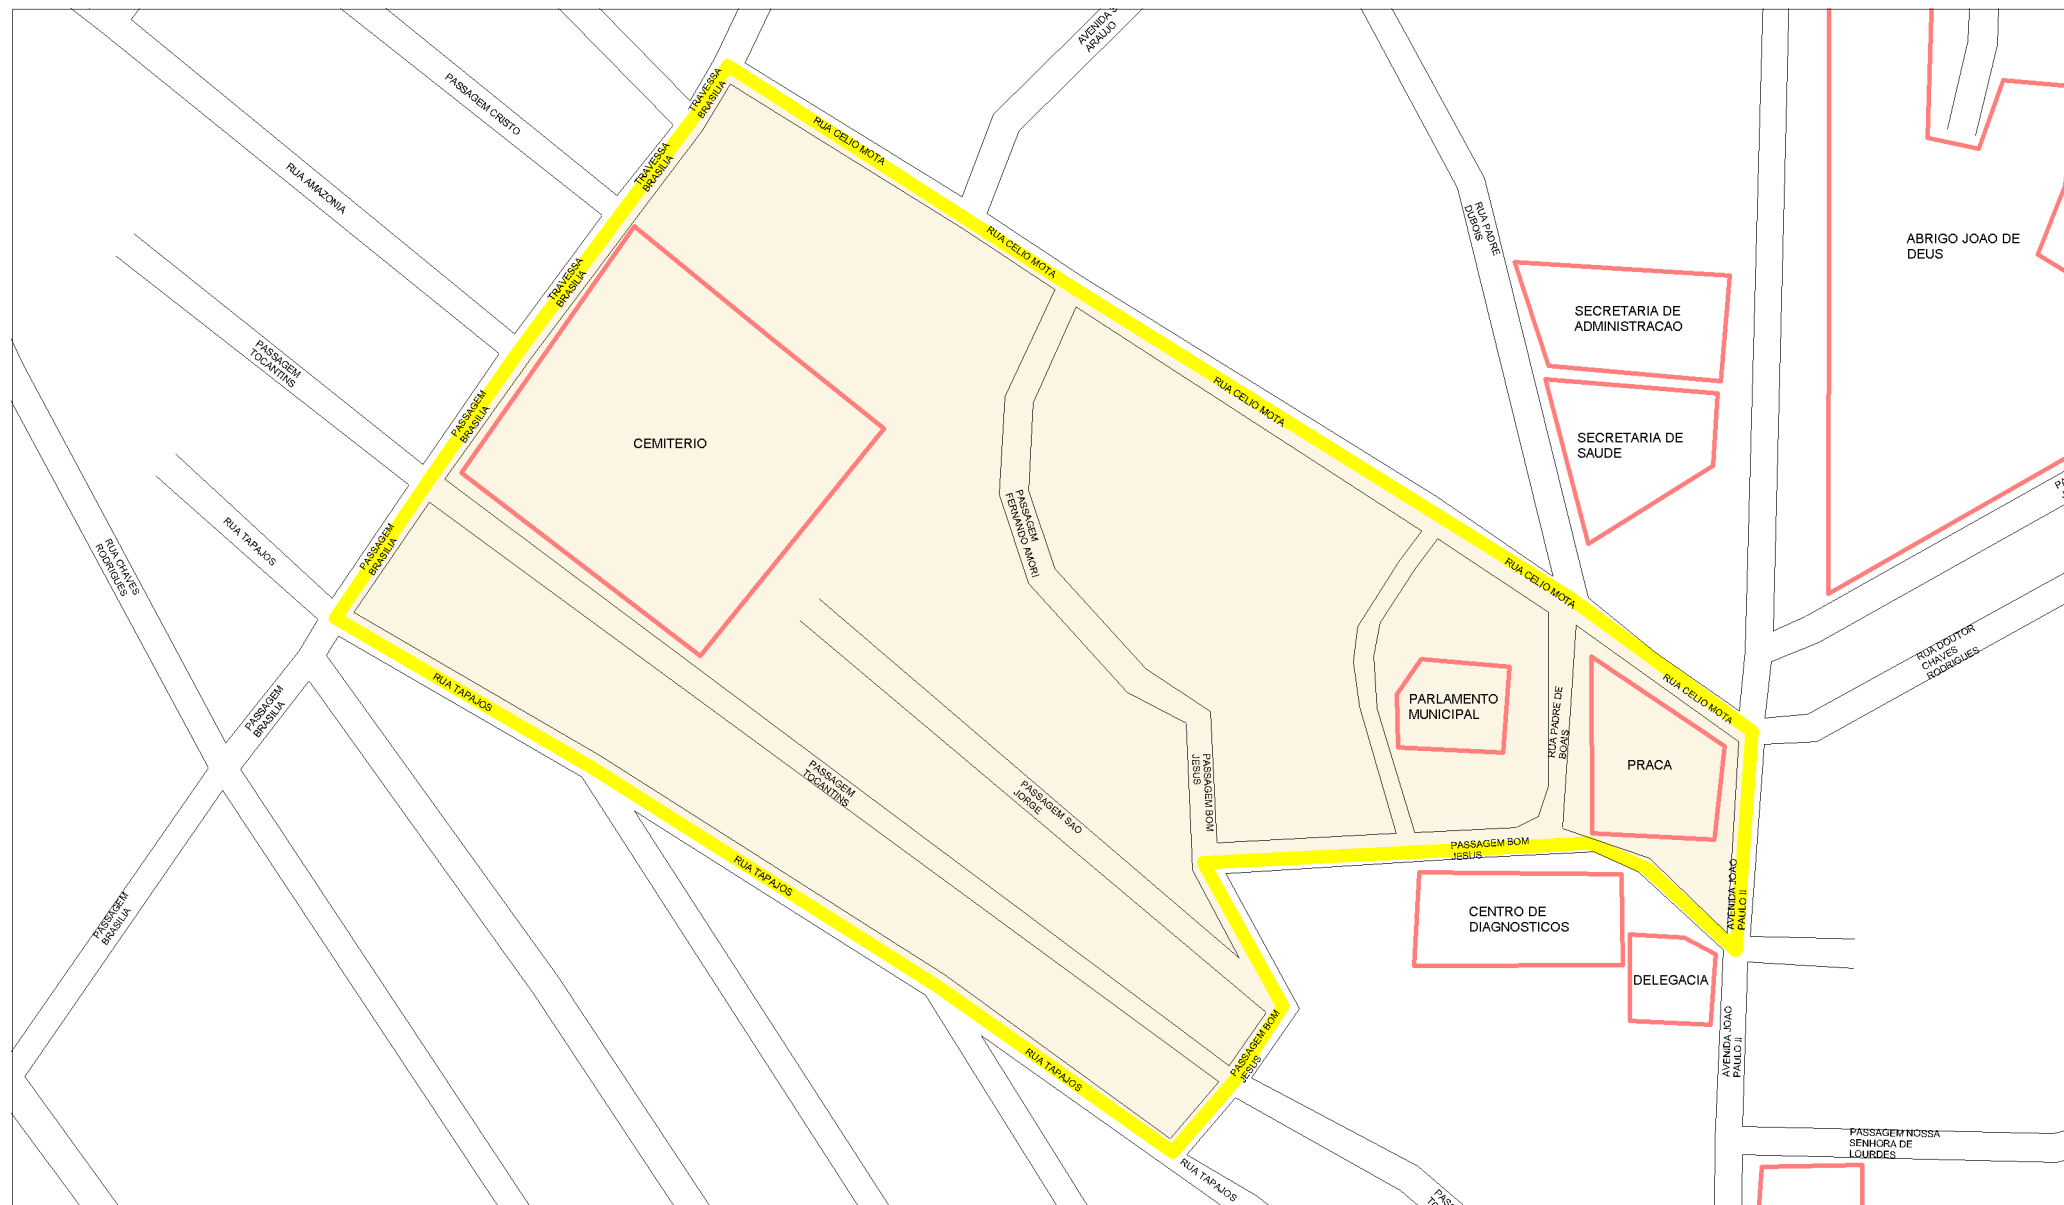 AVENIDA
ARAUJO
TRAVESSA
BRASILIA
PASSAGEM CRISTO
RUA CELIO MOTA
TRAVESSA
BRASILIA
RUA AMAZONIA
RUA PADRE
DUBOIS
RUA CELIO MOTA
ABRIGO JOAO DE
DEUS
TRAVESSA
BRASILIA
SECRETARIA DE
ADMINISTRACAO
PASSAGEM
TOCANTINS
RUA CELIO MOTA
PASSAGEM
BRASILIA
CEMITERIO
SECRETARIA DE
SAUDE
PASSAGEM
FERNANDO AMORI
RUA TAPAJOS
PASSAGEM
BRASILIA
RUA CHAVES
RODRIGUES
RUA CELIO MOTA
RUA DOUTOR
CHAVES
RODRIGUES
RUA TAPAJOS
PASSAGEM
BRASILIA
PARLAMENTO
MUNICIPAL
RUA PADRE DE
BOAIS
RUA CELIO MOTA
PRACA
PASSAGEM
TOCANTINS
PASSAGEM SAO
JORGE
PASSAGEM BOM
JESUS
PASSAGEM BOM
JESUS
RUA TAPAJOS
AVENIDA JOAO
PAULO II
PASSAGEM
BRASILIA
CENTRO DE
DIAGNOSTICOS
DELEGACIA
PASSAGEM BOM
JESUS
RUA TAPAJOS
AVENIDA JOAO
PAULO II
PASSAGEM NOSSA
SENHORA DE
LOURDES
RUA TAPAJOS